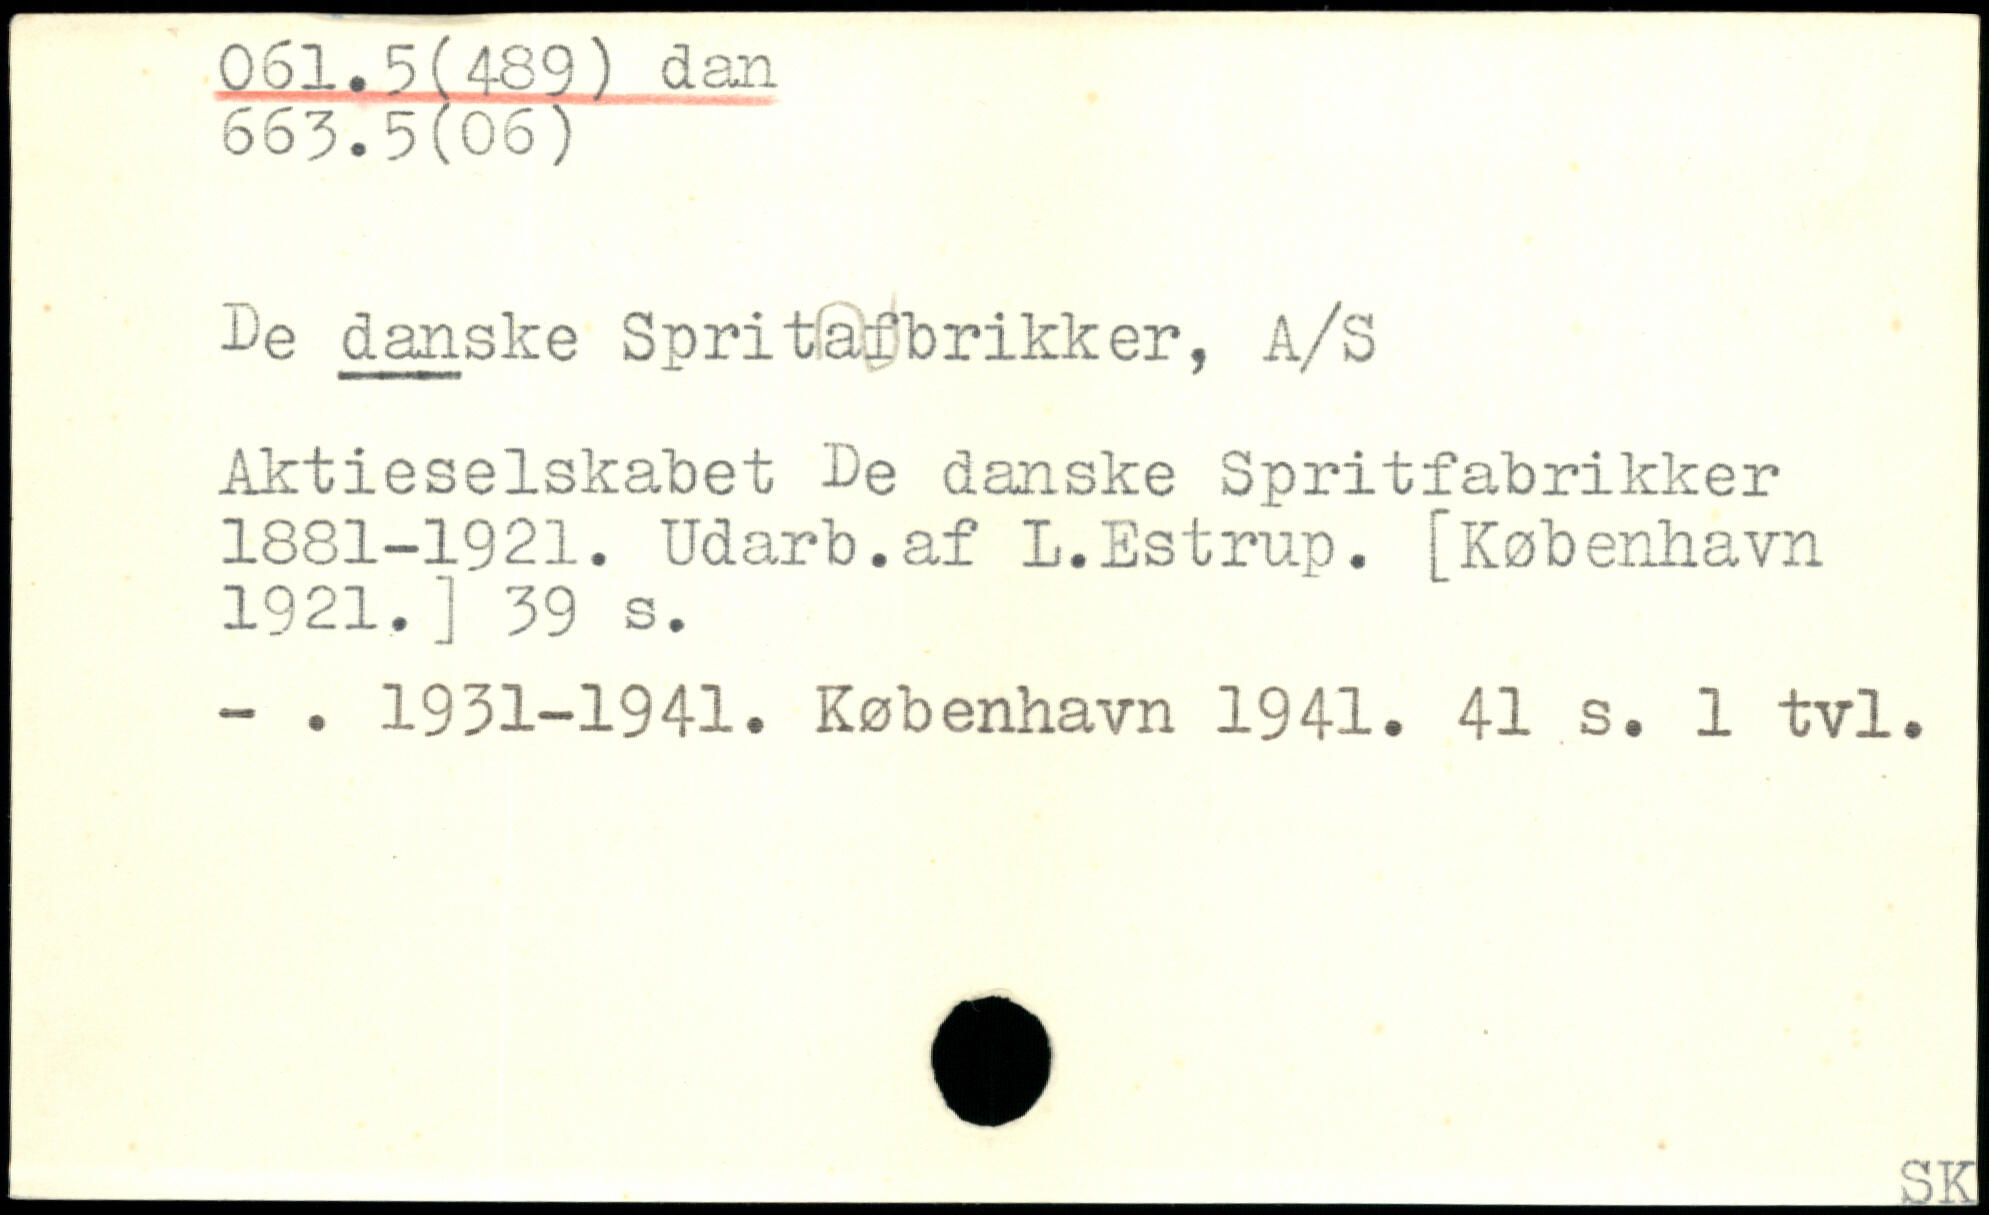 061.5(489) dan
663.5(06)
De danske Spritafbrikker, A/S
Aktieselskabet De danske Spritfabrikker
1881-1921. Udarb.af L.Estrup. [København
1921.] 39 s.
- . 1931-1941. København 1941. 41 s. 1 tvl.
SK